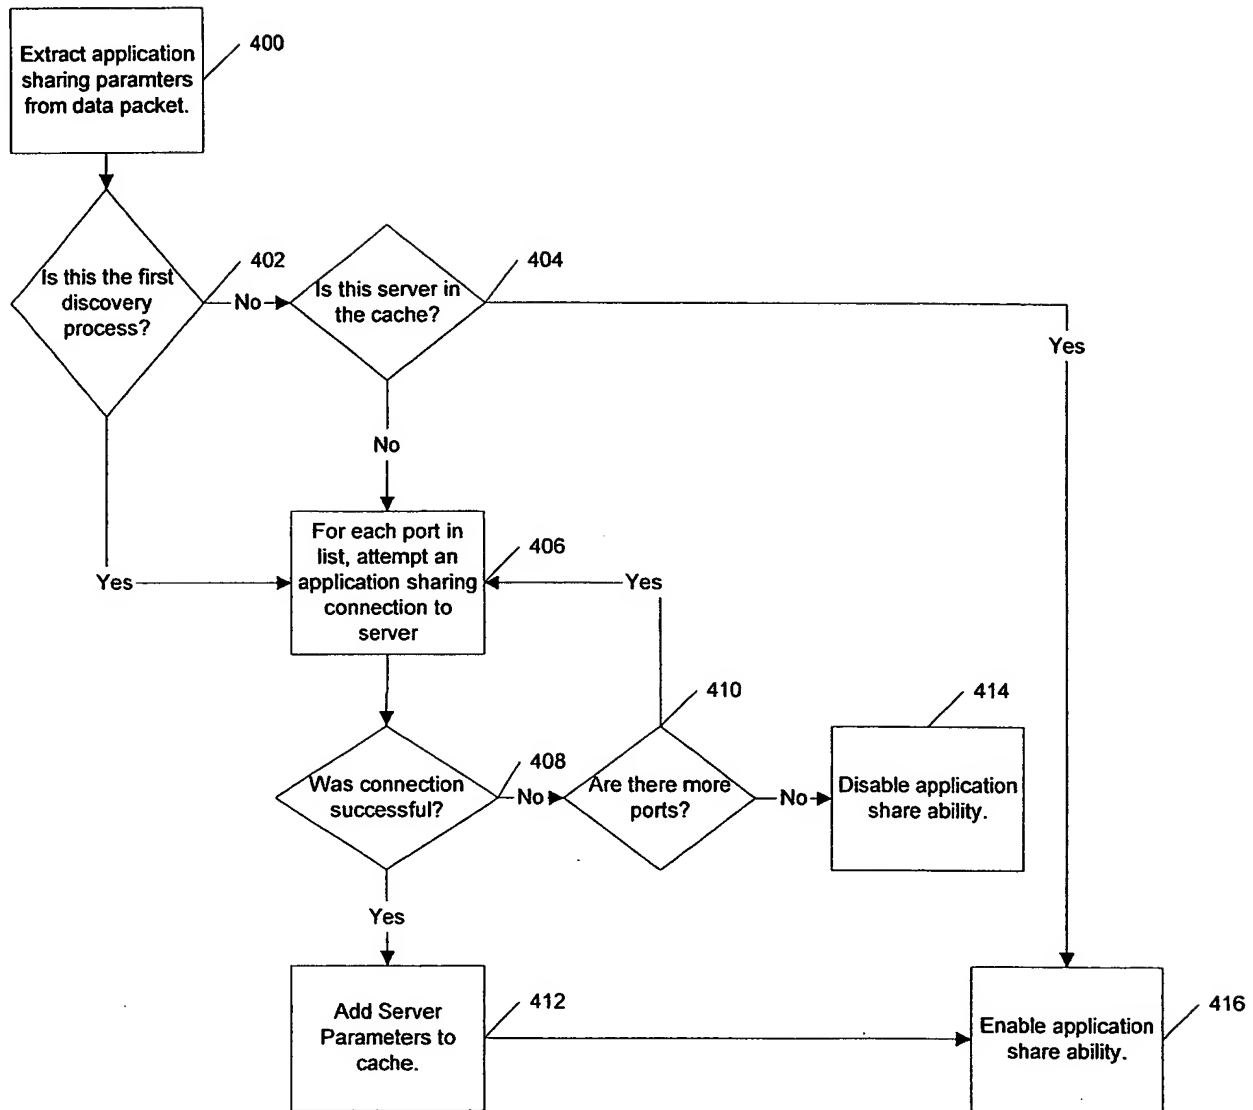 Extract application
sharing paramters
from data packet.
400
Is this the first
discovery
process?
402
No
Is this server in
the cache?
404
Yes
No
For each port in
list, attempt an
application sharing
connection to
server
406
Yes
Yes
Was connection
successful?
408
No
Are there more
ports?
410
No
Disable application
share ability.
414
Yes
Add Server
Parameters to
cache.
412
Enable application
share ability.
416